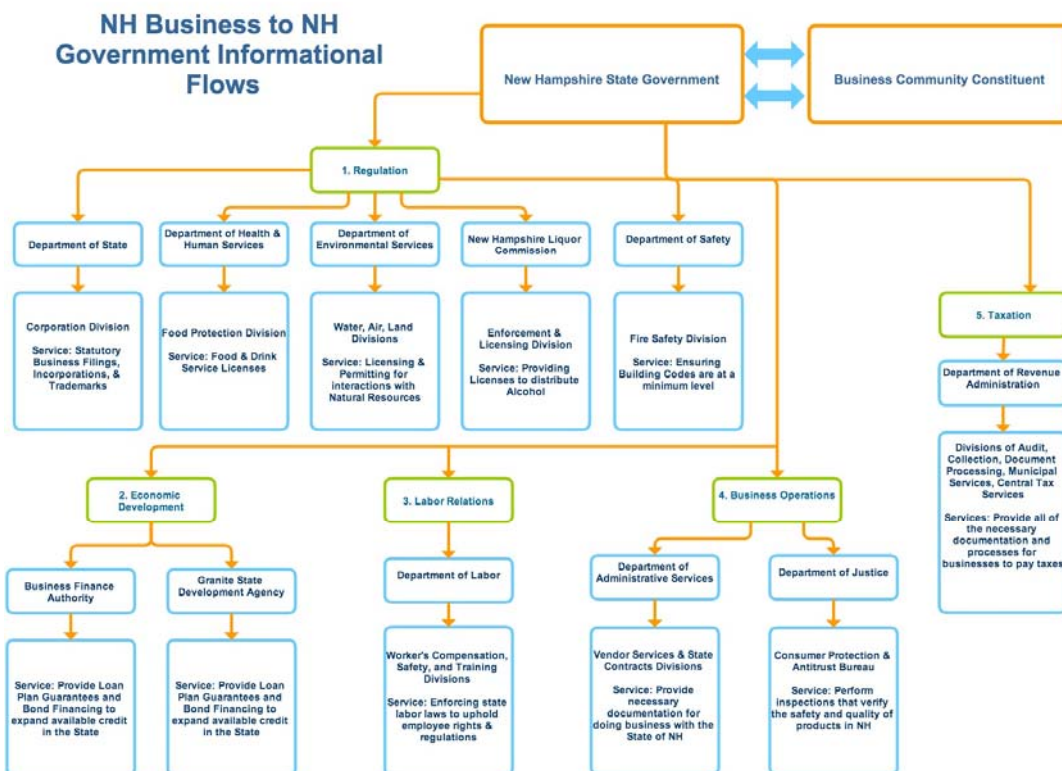 NH Business to NH
Government Informational
Flows
New Hampshire State Government
Business Community Constituent
1. Regulation
Department of State
Department of Health &
Human Services
Department of
Environmental Services
New Hampshire Liquor
Commission
Department of Safety
Corporation Division
Service: Statutory
Business Filings,
Incorporations, &
Trademarks
Food Protection Division
Service: Food & Drink
Service Licenses
Water, Air, Land
Divisions
Service: Licensing &
Permitting for
interactions with
Natural Resources
Enforcement &
Licensing Division
Service: Providing
Licenses to distribute
Alcohol
Fire Safety Division
Service: Ensuring
Building Codes are at a
minimum level
5. Taxation
Department of Revenue
Administration
Divisions of Audit,
Collection, Document
Processing, Municipal
Services, Central Tax
Services
Services: Provide all of
the necessary
documentation and
processes for
businesses to pay taxes
2. Economic
Development
3. Labor Relations
4. Business Operations
Business Finance
Authority
Granite State
Development Agency
Department of Labor
Department of
Administrative Services
Department of Justice
Service: Provide Loan
Plan Guarantees and
Bond Financing to
expand available credit
in the State
Service: Provide Loan
Plan Guarantees and
Bond Financing to
expand available credit
in the State
Worker's Compensation,
Safety, and Training
Divisions
Service: Enforcing state
labor laws to uphold
employee rights &
regulations
Vendor Services & State
Contracts Divisions
Service: Provide
necessary
documentation for
doing business with the
State of NH
Consumer Protection &
Antitrust Bureau
Service: Perform
inspections that verify
the safety and quality of
products in NH